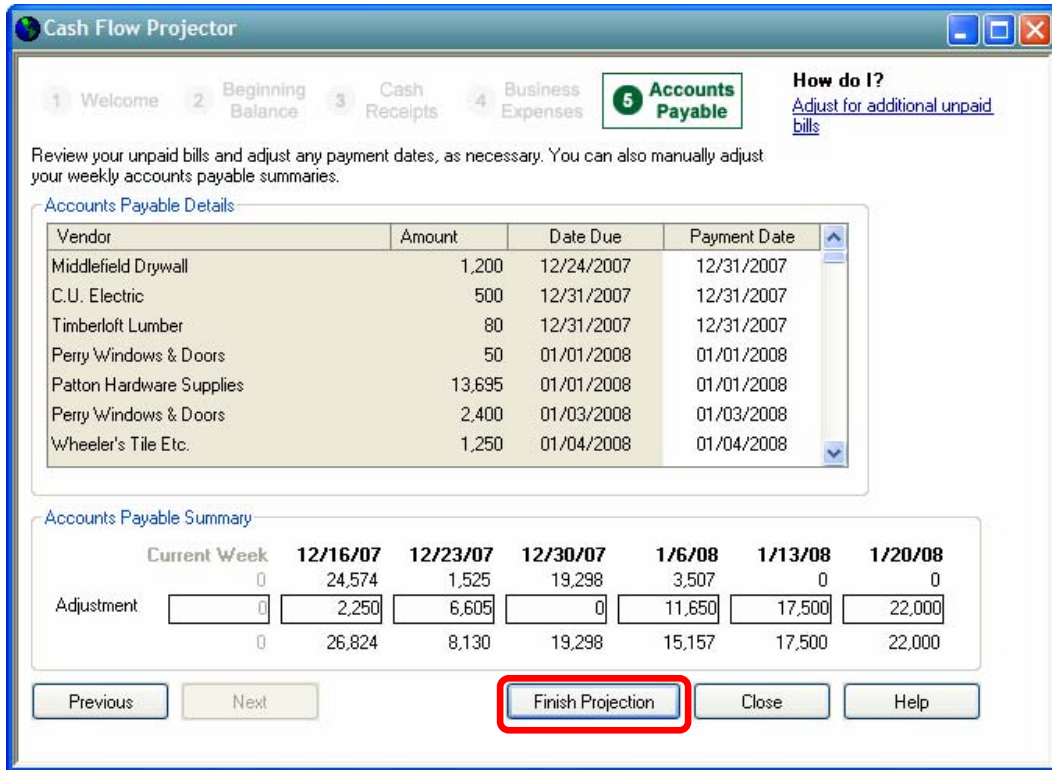 Cash Flow Projector
1 Welcome 2 Beginning Balance 3 Cash Receipts 4 Business Expenses 5 Accounts Payable
How do I?
Adjust for additional unpaid
bills
Review your unpaid bills and adjust any payment dates, as necessary. You can also manually adjust
your weekly accounts payable summaries.
Accounts Payable Details
Vendor Amount Date Due Payment Date
Middlefield Drywall 1,200 12/24/2007 12/31/2007
C.U. Electric 500 12/31/2007 12/31/2007
Timberloft Lumber 80 12/31/2007 12/31/2007
Perry Windows & Doors 50 01/01/2008 01/01/2008
Patton Hardware Supplies 13,695 01/01/2008 01/01/2008
Perry Windows & Doors 2,400 01/03/2008 01/03/2008
Wheeler's Tile Etc. 1,250 01/04/2008 01/04/2008
Accounts Payable Summary
Current Week 12/16/07 12/23/07 12/30/07 1/6/08 1/13/08 1/20/08
0 24,574 1,525 19,298 3,507 0 0
Adjustment 0 2,250 6,605 0 11,650 17,500 22,000
0 26,824 8,130 19,298 15,157 17,500 22,000
Previous Next Finish Projection Close Help